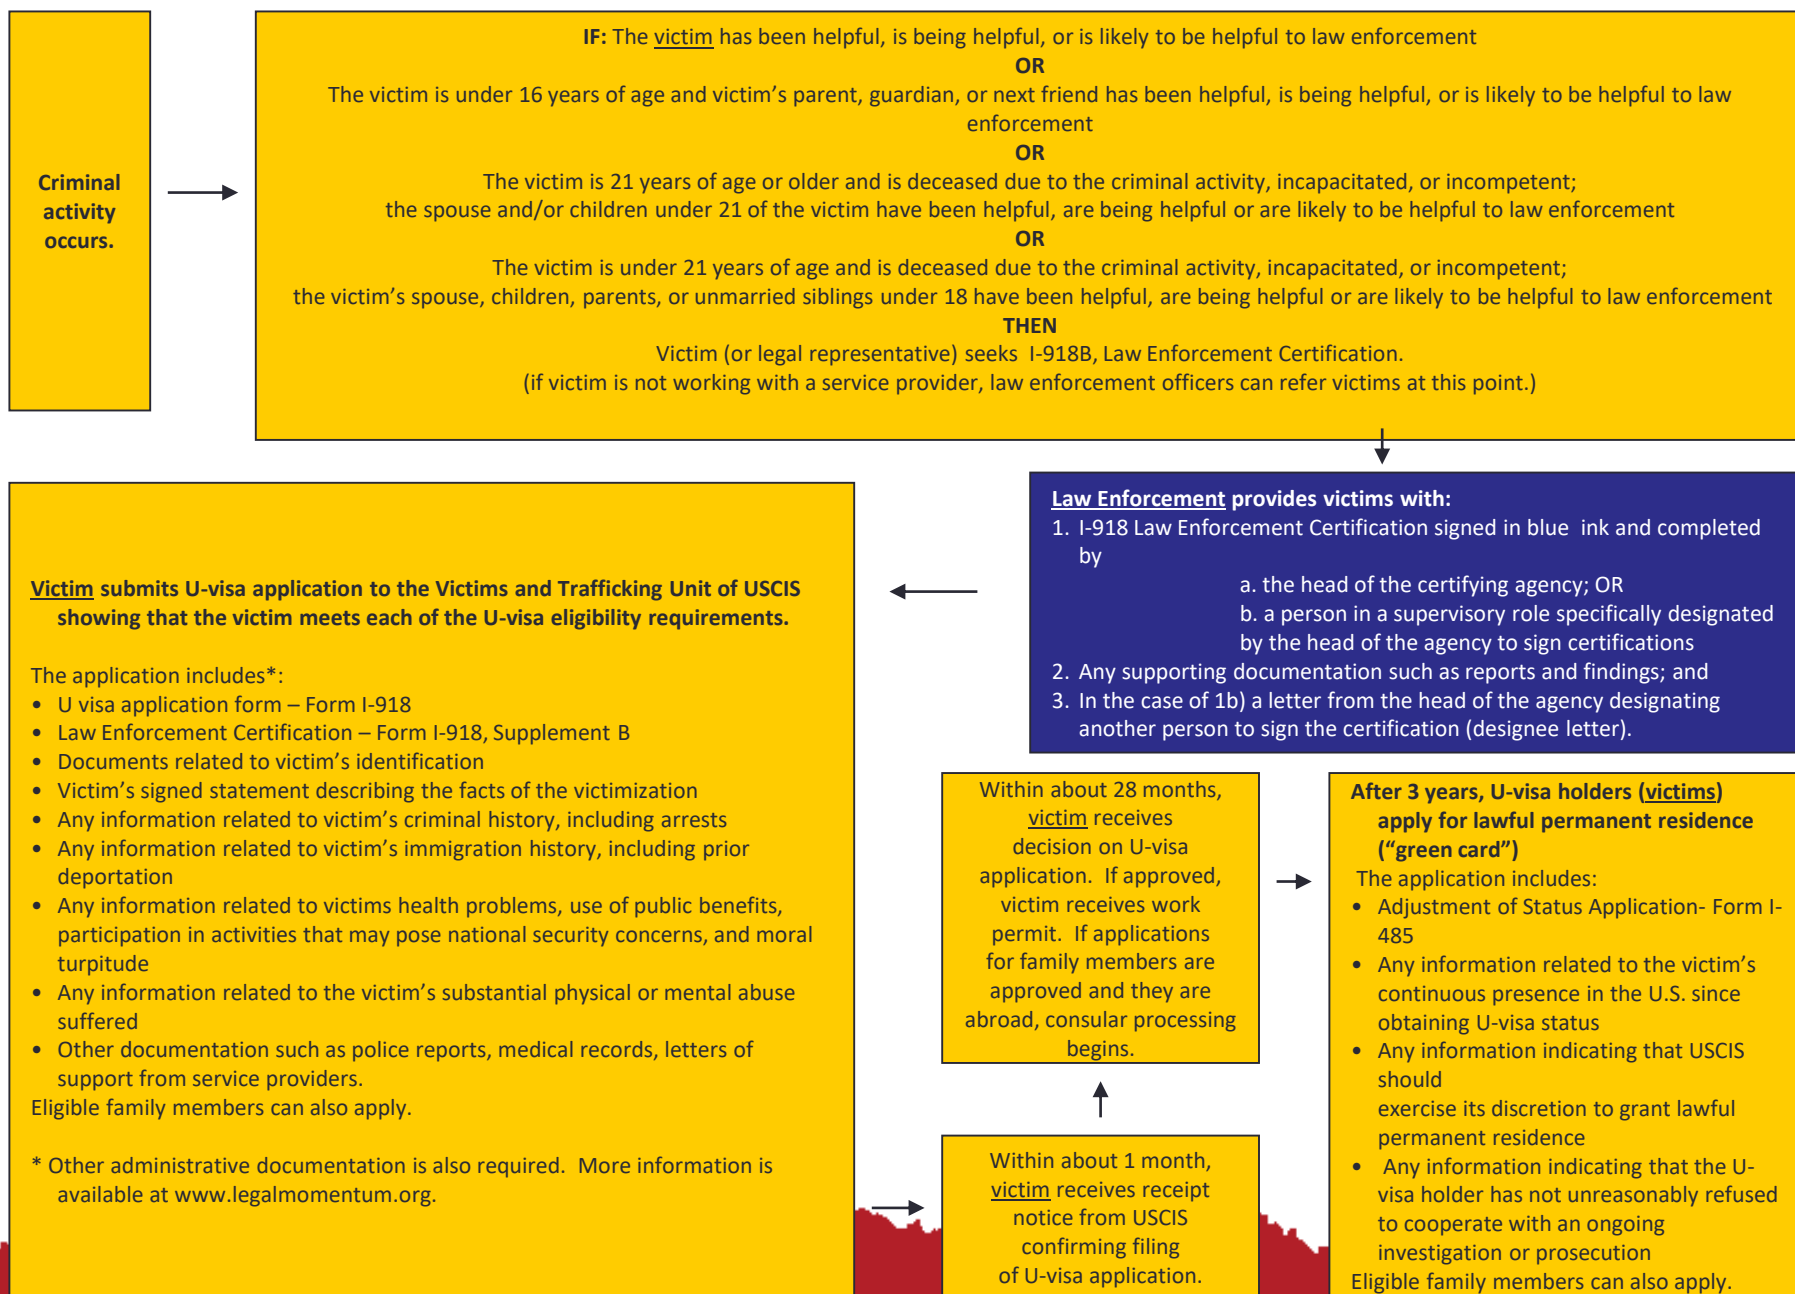 Criminal
activity
occurs.
IF: The victim has been helpful, is being helpful, or is likely to be helpful to law enforcement
OR
The victim is under 16 years of age and victim’s parent, guardian, or next friend has been helpful, is being helpful, or is likely to be helpful to law
enforcement
OR
The victim is 21 years of age or older and is deceased due to the criminal activity, incapacitated, or incompetent;
the spouse and/or children under 21 of the victim have been helpful, are being helpful or are likely to be helpful to law enforcement
OR
The victim is under 21 years of age and is deceased due to the criminal activity, incapacitated, or incompetent;
the victim’s spouse, children, parents, or unmarried siblings under 18 have been helpful, are being helpful or are likely to be helpful to law enforcement
THEN
Victim (or legal representative) seeks I-918B, Law Enforcement Certification.
(if victim is not working with a service provider, law enforcement officers can refer victims at this point.)
Law Enforcement provides victims with:
1. I-918 Law Enforcement Certification signed in blue ink and completed
by
a. the head of the certifying agency; OR
b. a person in a supervisory role specifically designated
by the head of the agency to sign certifications
2. Any supporting documentation such as reports and findings; and
3. In the case of 1b) a letter from the head of the agency designating
another person to sign the certification (designee letter).
Victim submits U-visa application to the Victims and Trafficking Unit of USCIS
showing that the victim meets each of the U-visa eligibility requirements.
The application includes*:
• U visa application form – Form I-918
• Law Enforcement Certification – Form I-918, Supplement B
• Documents related to victim’s identification
• Victim’s signed statement describing the facts of the victimization
• Any information related to victim’s criminal history, including arrests
• Any information related to victim’s immigration history, including prior
deportation
• Any information related to victims health problems, use of public benefits,
participation in activities that may pose national security concerns, and moral
turpitude
• Any information related to the victim’s substantial physical or mental abuse
suffered
• Other documentation such as police reports, medical records, letters of
support from service providers.
Eligible family members can also apply.
* Other administrative documentation is also required. More information is
available at www.legalmomentum.org.
Within about 1 month,
victim receives receipt
notice from USCIS
confirming filing
of U-visa application.
Within about 28 months,
victim receives
decision on U-visa
application. If approved,
victim receives work
permit. If applications
for family members are
approved and they are
abroad, consular processing
begins.
After 3 years, U-visa holders (victims)
apply for lawful permanent residence
(“green card”)
The application includes:
• Adjustment of Status Application- Form I-
485
• Any information related to the victim’s
continuous presence in the U.S. since
obtaining U-visa status
• Any information indicating that USCIS
should
exercise its discretion to grant lawful
permanent residence
• Any information indicating that the U-
visa holder has not unreasonably refused
to cooperate with an ongoing
investigation or prosecution
Eligible family members can also apply.